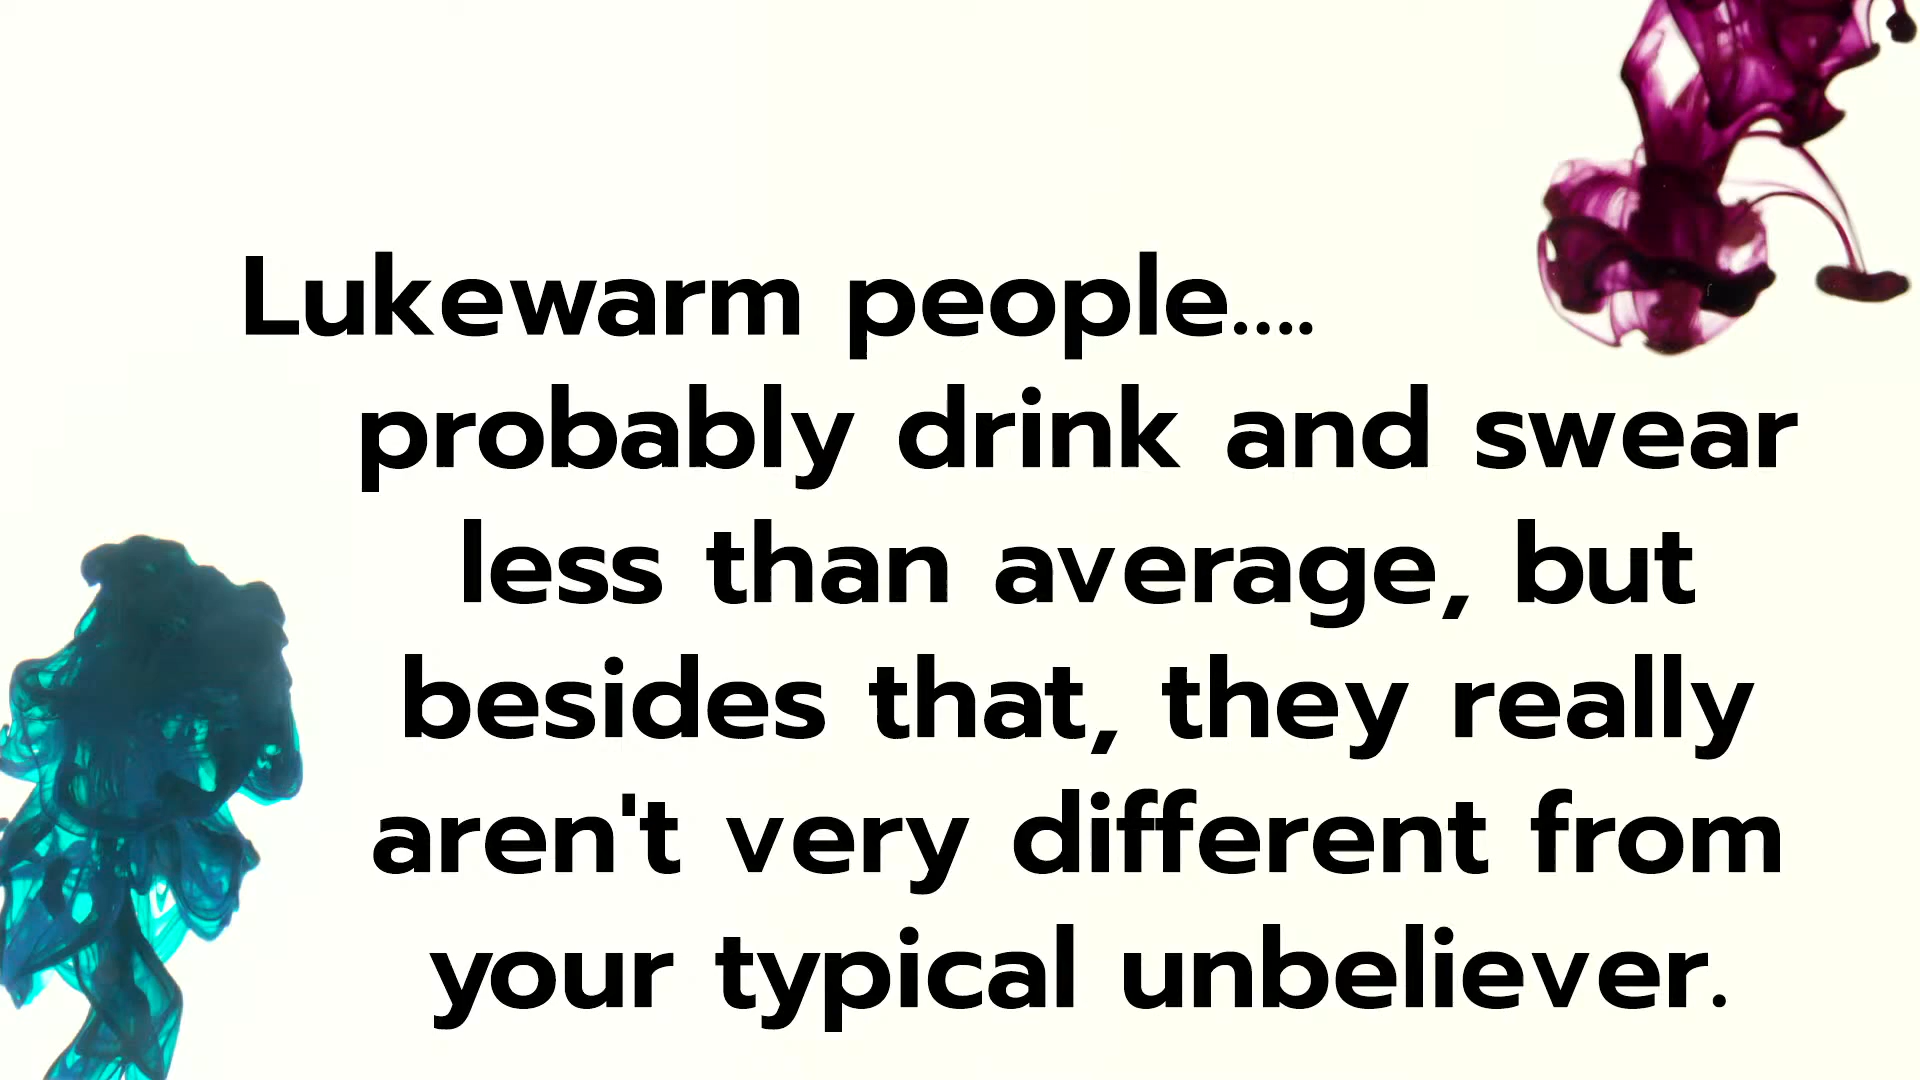 Lukewarm people....
probably drink and swear
less than average, but
besides that, they really
aren't very different from
your typical unbeliever.